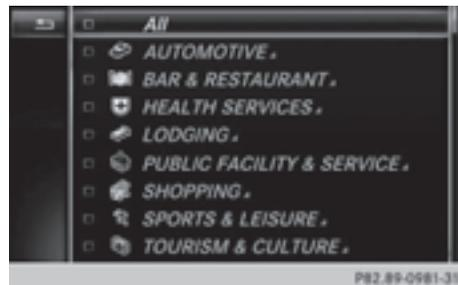 All
AUTOMOTIVE
BAR & RESTAURANT
HEALTH SERVICES
LODGING
PUBLIC FACILITY & SERVICE
SHOPPING
SPORTS & LEISURE
TOURISM & CULTURE
P82.89-0981-31